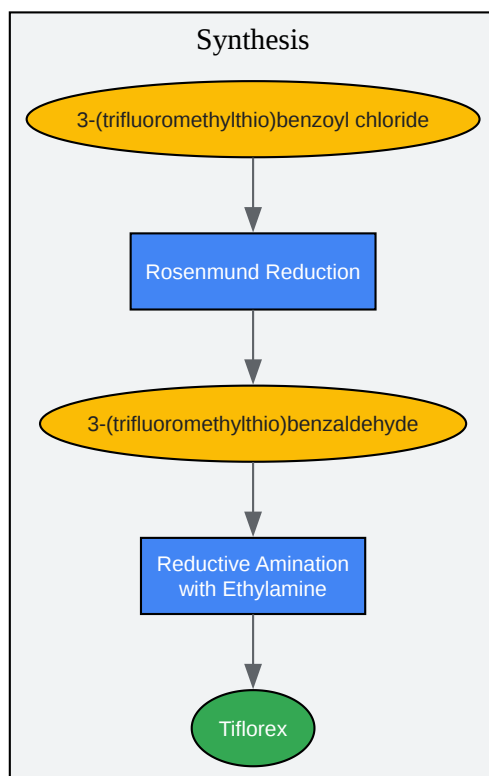 Synthesis
3-(trifluoromethylthio)benzoyl chloride
Rosenmund Reduction
3-(trifluoromethylthio)benzaldehyde
Reductive Amination
with Ethylamine
Tiflorex